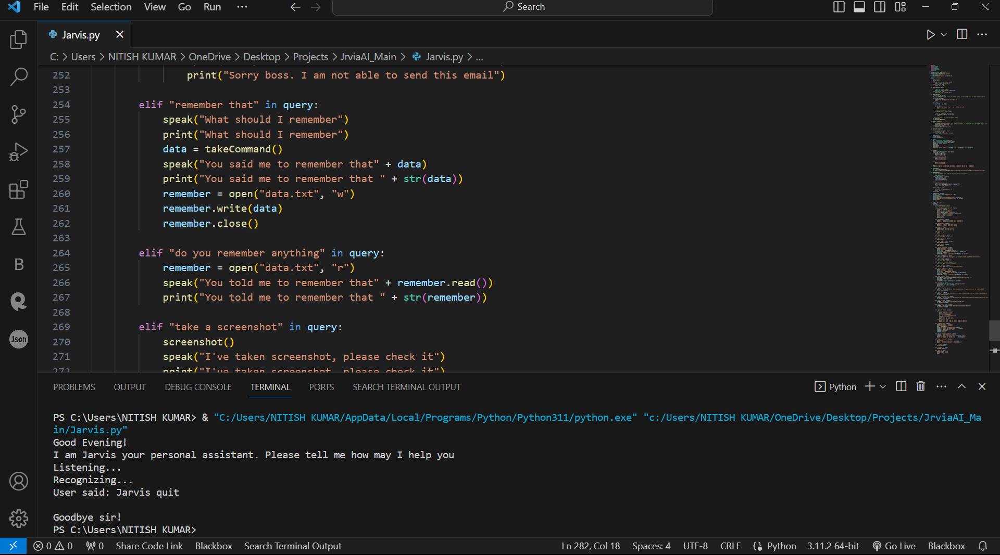 File Edit Selection View Go Run ··· Search
Jarvis.py
C: > Users > NITISH KUMAR > OneDrive > Desktop > Projects > JrviaAI_Main > Jarvis.py > ...
252 print("Sorry boss. I am not able to send this email")
253
254 elif "remember that" in query:
255 speak("What should I remember")
256 print("What should I remember")
257 data = takeCommand()
258 speak("You said me to remember that" + data)
259 print("You said me to remember that " + str(data))
260 remember = open("data.txt", "w")
261 remember.write(data)
262 remember.close()
263
264 elif "do you remember anything" in query:
265 remember = open("data.txt", "r")
266 speak("You told me to remember that" + remember.read())
267 print("You told me to remember that " + str(remember))
268
269 elif "take a screenshot" in query:
270 screenshot()
271 speak("I've taken screenshot, please check it")
272 print("I've taken screenshot, please check it")
B
Json
PROBLEMS OUTPUT DEBUG CONSOLE TERMINAL PORTS SEARCH TERMINAL OUTPUT Python
PS C:\Users\NITISH KUMAR> & "C:/Users/NITISH KUMAR/AppData/Local/Programs/Python/Python311/python.exe" "c:/Users/NITISH KUMAR/OneDrive/Desktop/Projects/JrviaAI_Ma
in/Jarvis.py"
Good Evening!
I am Jarvis your personal assistant. Please tell me how may I help you
Listening...
Recognizing...
User said: Jarvis quit
Goodbye sir!
PS C:\Users\NITISH KUMAR>
0 0 0 Share Code Link Blackbox Search Terminal Output Ln 282, Col 18 Spaces: 4 UTF-8 CRLF Python 3.11.2 64-bit Go Live Blackbox